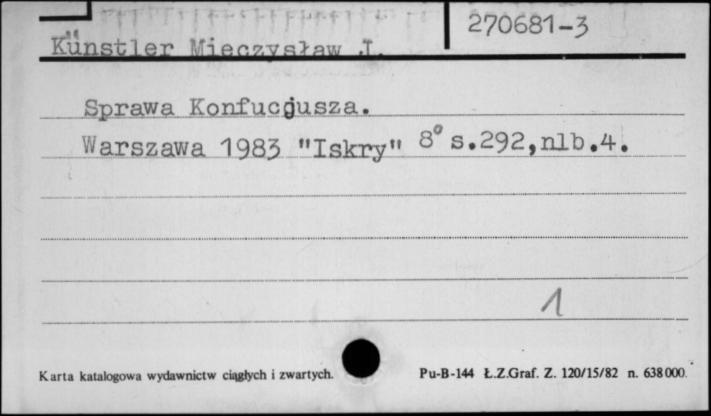 270681-3
Künstler Mieczysław J.
Sprawa Konfucjusza.
Warszawa 1983 "Iskry" 8° s.292,nlb.4.
1
Karta katalogowa wydawnictw ciągłych i zwartych.
Pu-B-144 Ł.Z.Graf. Z. 120/15/82 n. 638000.